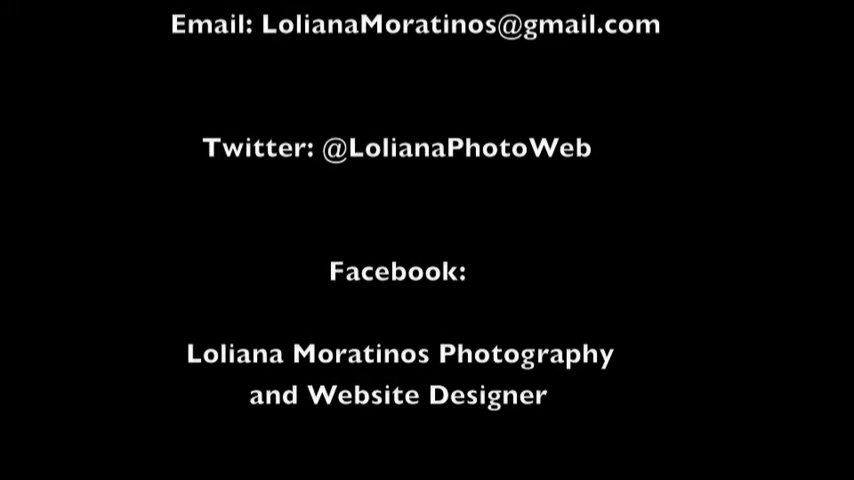 Email: LolianaMoratinos@gmail.com
Twitter: @LolianaPhotoWeb
Facebook:
Loliana Moratinos Photography
and Website Designer